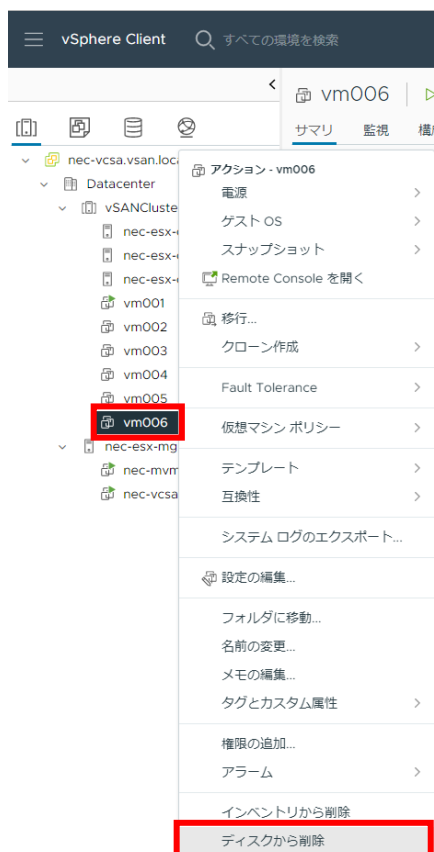 vSphere Client すべての環境を検索
vm006
サマリ 監視 構成
nec-vcsa.vsan.loc
Datacenter
vSANCluste
nec-esx-
nec-esx-
nec-esx-
vm001
vm002
vm003
vm004
vm005
vm006
nec-esx-mg
nec-mvm
nec-vcsa
アクション - vm006
電源
ゲスト OS
スナップショット
Remote Console を開く
移行...
クローン作成
Fault Tolerance
仮想マシン ポリシー
テンプレート
互換性
システム ログのエクスポート...
設定の編集...
フォルダに移動...
名前の変更...
メモの編集...
タグとカスタム属性
権限の追加...
アラーム
インベントリから削除
ディスクから削除